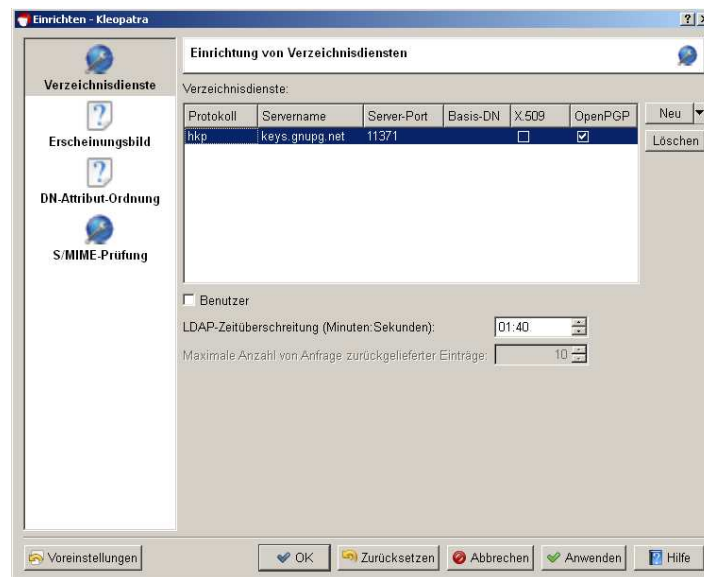 Einrichten - Kleopatra
Verzeichnisdienste
Erscheinungsbild
DN-Attribut-Ordnung
S/MIME-Prüfung
Einrichtung von Verzeichnisdiensten
Verzeichnisdienste:
Protokoll Servername Server-Port Basis-DN X.509 OpenPGP
hkp keys.gnupg.net 11371
Neu
Löschen
Benutzer
LDAP-Zeitüberschreitung (Minuten:Sekunden): 01:40
Maximale Anzahl von Anfrage zurückgelieferter Einträge: 10
Voreinstellungen OK Zurücksetzen Abbrechen Anwenden Hilfe